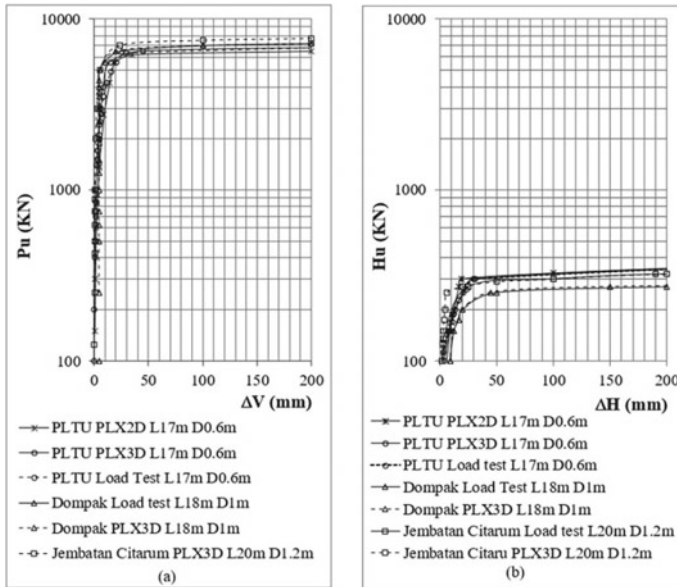 10000
1000
100
Pu (KN)
0
50
100
150
200
ΔV (mm)
PLTU PLX2D L17m D0.6m
PLTU PLX3D L17m D0.6m
PLTU Load Test L17m D0.6m
Dompak Load test L18m D1m
Dompak PLX3D L18m D1m
Jembatan Citarum PLX3D L20m D1.2m
(a)
10000
1000
100
Hu (KN)
0
50
100
150
200
ΔH (mm)
PLTU PLX2D L17m D0.6m
PLTU PLX3D L17m D0.6m
PLTU Load test L17m D0.6m
Dompak Load Test L18m D1m
Dompak PLX3D L18m D1m
Jembatan Citarum Load test L20m D1.2m
Jembatan Citaru PLX3D L20m D1.2m
(b)